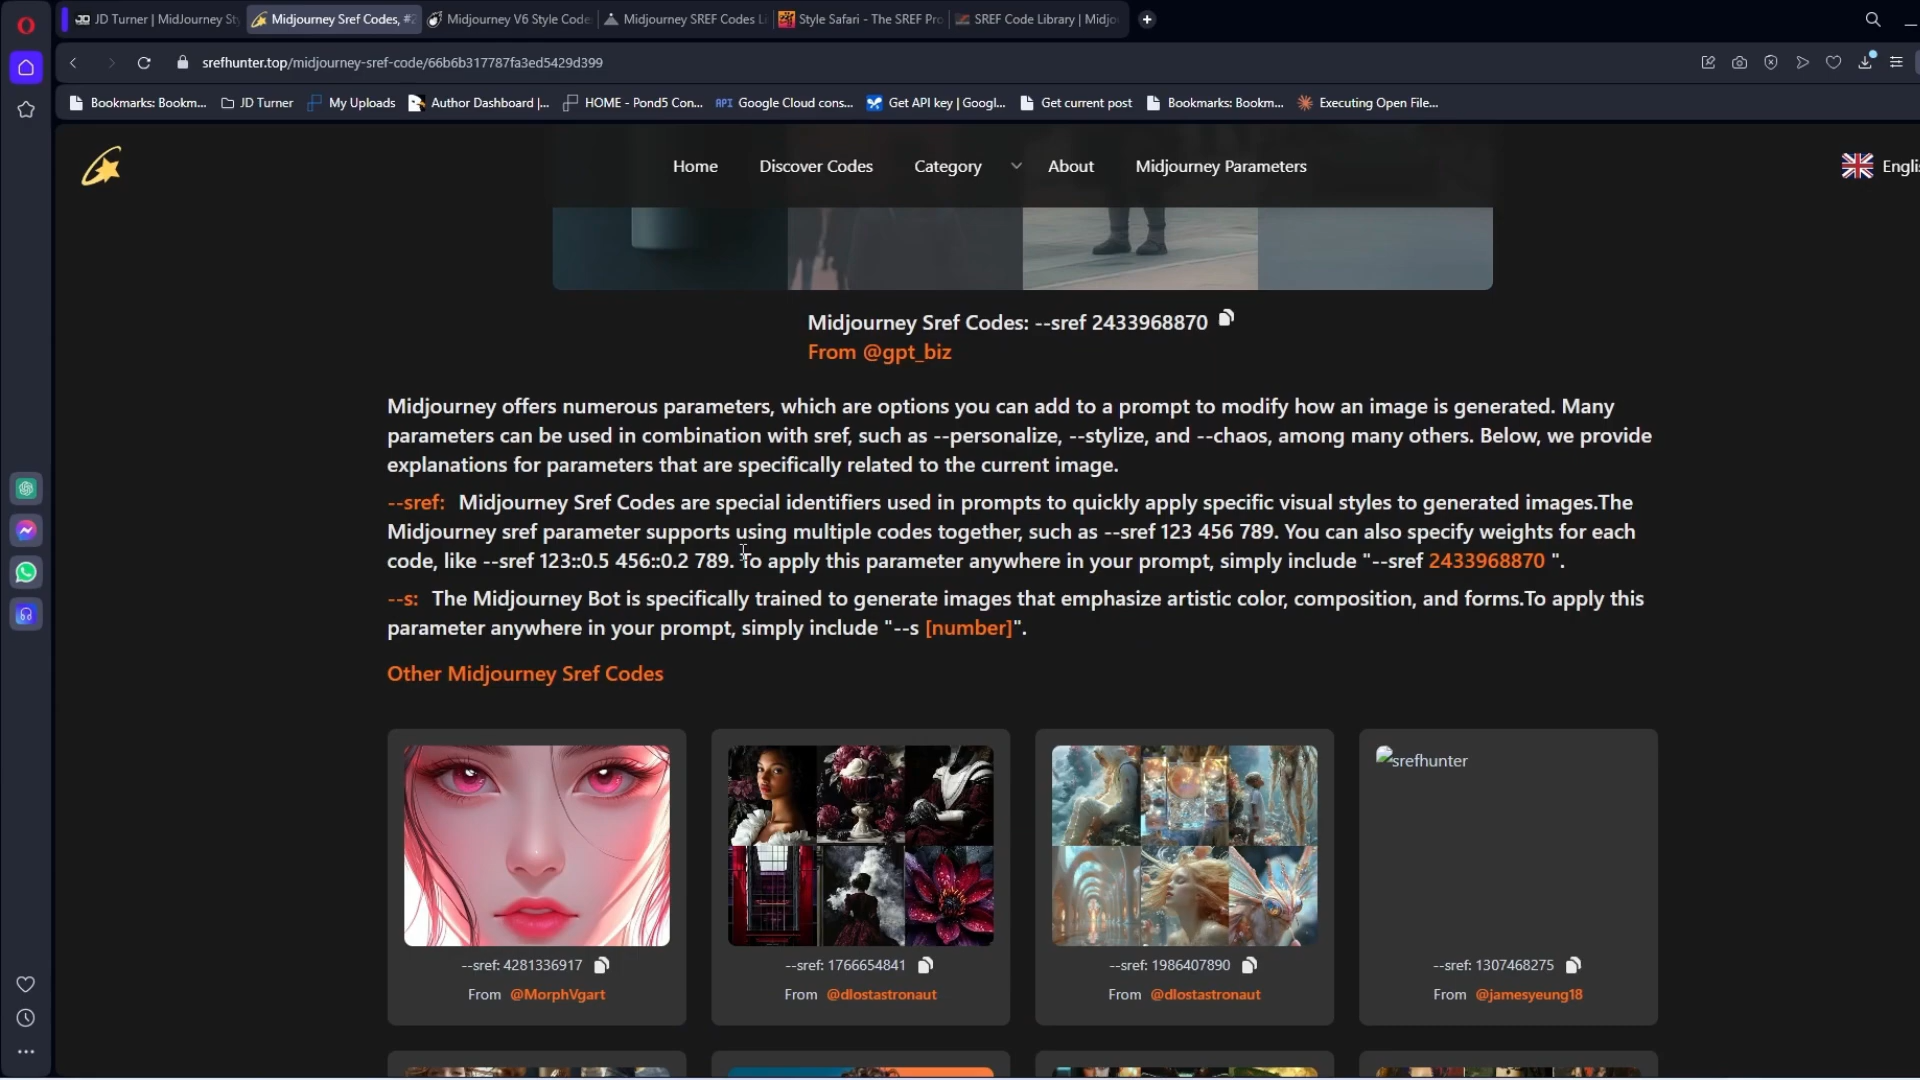 JD Turner | MidJourney Sty
Midjourney Sref Codes, #2
Midjourney V6 Style Code
Midjourney SREF Codes Li
Style Safari - The SREF Pro
SREF Code Library | Midjo
srefhunter.top/midjourney-sref-code/66b6b317787fa3ed5429d399
Bookmarks: Bookm...
JD Turner
My Uploads
Author Dashboard |...
HOME - Pond5 Con...
API
Google Cloud cons...
Get API key | Googl...
Get current post
Bookmarks: Bookm...
Executing Open File...
Home
Discover Codes
Category
About
Midjourney Parameters
Englis
Midjourney Sref Codes: --sref 2433968870
From @gpt_biz
Midjourney offers numerous parameters, which are options you can add to a prompt to modify how an image is generated. Many
parameters can be used in combination with sref, such as --personalize, --stylize, and --chaos, among many others. Below, we provide
explanations for parameters that are specifically related to the current image.
--sref: Midjourney Sref Codes are special identifiers used in prompts to quickly apply specific visual styles to generated images.The
Midjourney sref parameter supports using multiple codes together, such as --sref 123 456 789. You can also specify weights for each
code, like --sref 123::0.5 456::0.2 789. To apply this parameter anywhere in your prompt, simply include "--sref 2433968870 ".
--s: The Midjourney Bot is specifically trained to generate images that emphasize artistic color, composition, and forms.To apply this
parameter anywhere in your prompt, simply include "--s [number]".
Other Midjourney Sref Codes
srefhunter
--sref: 4281336917
From @MorphVgart
--sref: 1766654841
From @dlostastronaut
--sref: 1986407890
From @dlostastronaut
--sref: 1307468275
From @jamesyeung18